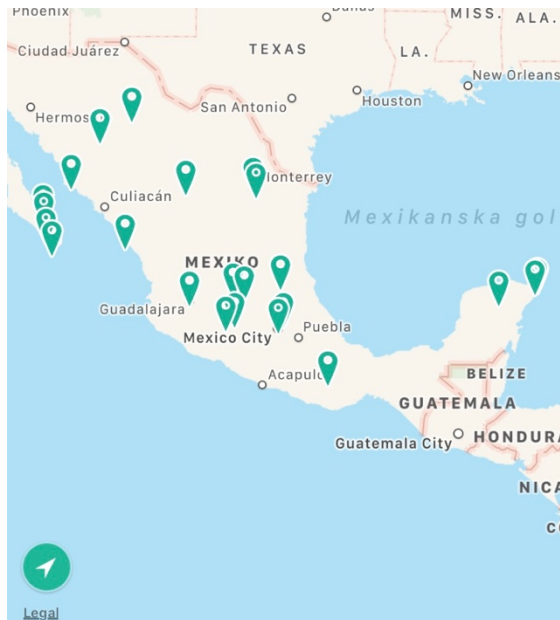 Phoenix
Dallas
MISS.
ALA.
Ciudad Juárez
TEXAS
LA.
New Orleans
San Antonio
Houston
Hermos
Monterrey
Culiacán
Mexikanska gol
MEXIKO
Guadalajara
Mexico City
Puebla
Acapulc
BELIZE
GUATEMALA
Guatemala City
HONDURA
NICA
C
Legal